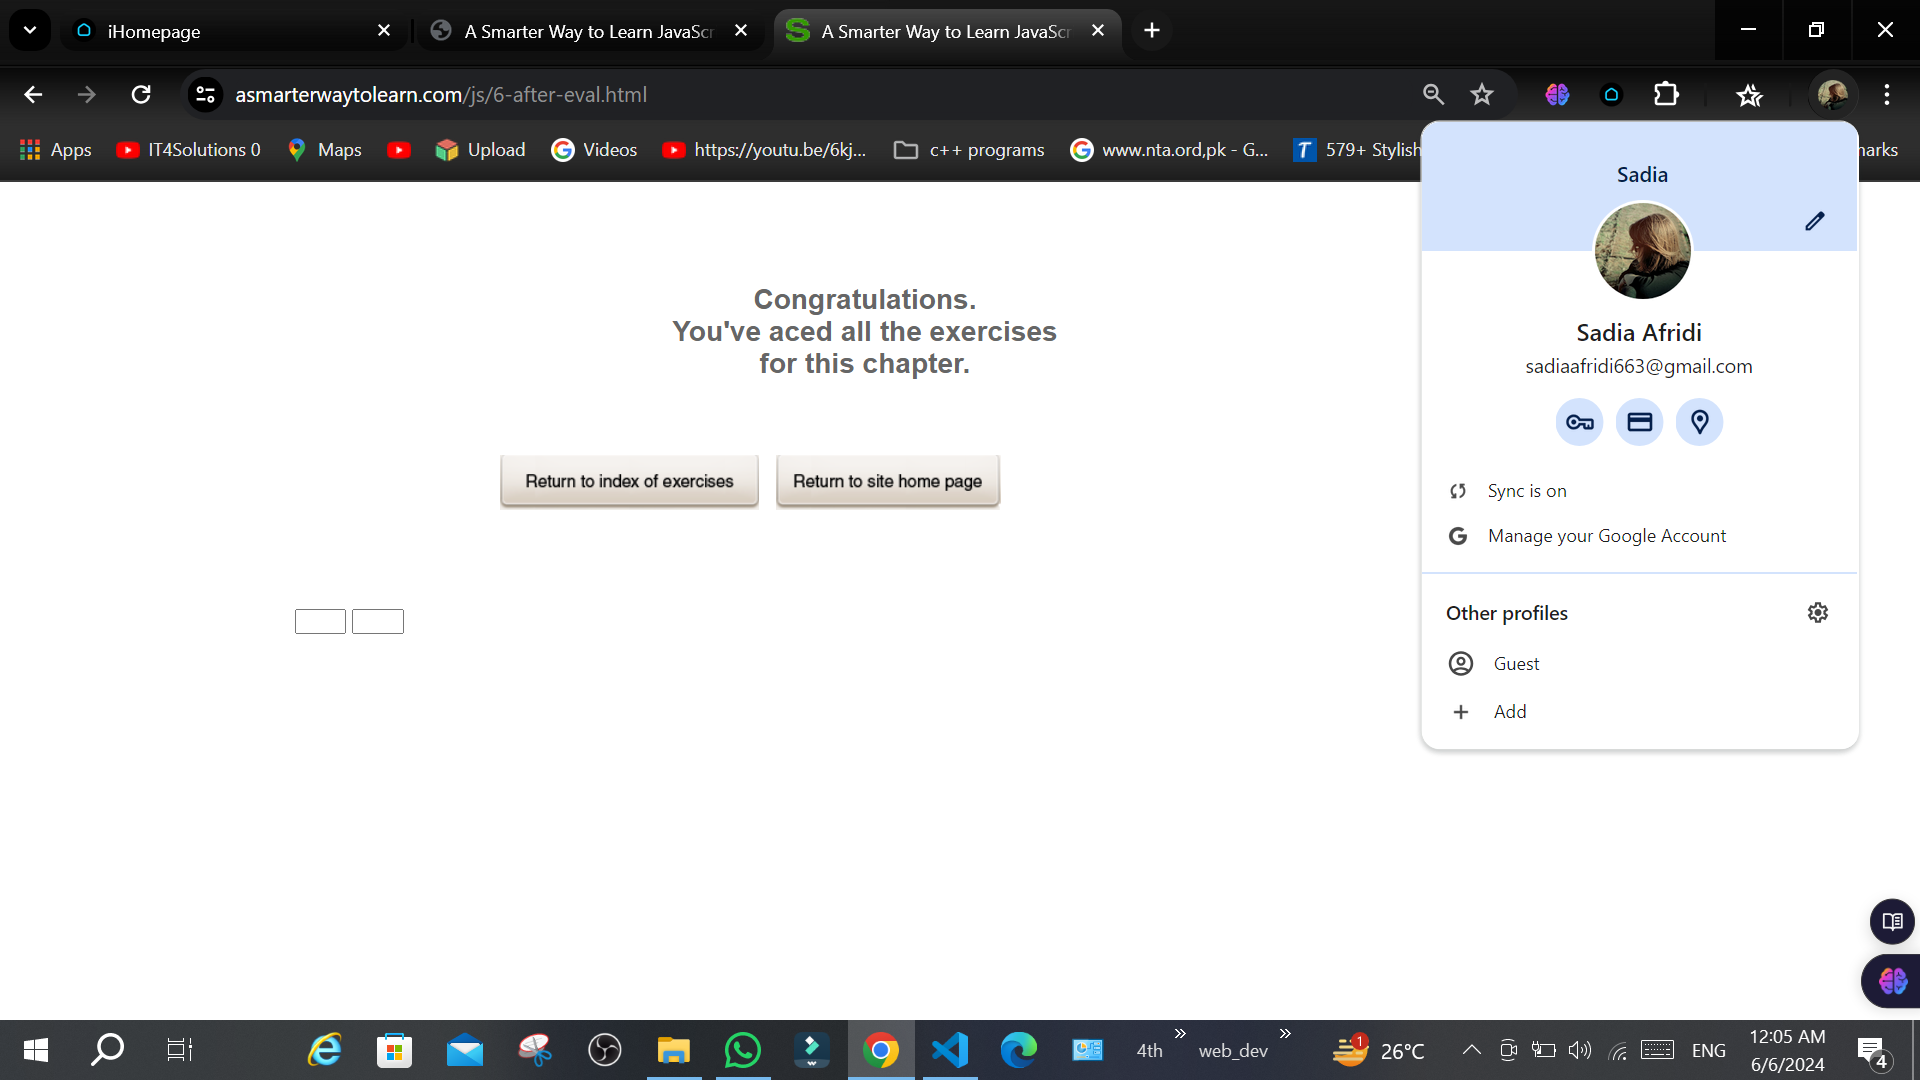 iHomepage
A Smarter Way to Learn JavaScr
A Smarter Way to Learn JavaScr
asmarterwaytolearn.com/js/6-after-eval.html
Apps
IT4Solutions 0
Maps
Upload
Videos
https://youtu.be/6kj...
c++ programs
www.nta.ord,pk - G...
579+ Stylish
harks
Sadia
Sadia Afridi
sadiaafridi663@gmail.com
Sync is on
Manage your Google Account
Other profiles
Guest
Add
Congratulations.
You've aced all the exercises
for this chapter.
Return to index of exercises
Return to site home page
4th
web_dev
1
26°C
ENG
12:05 AM
6/6/2024
4